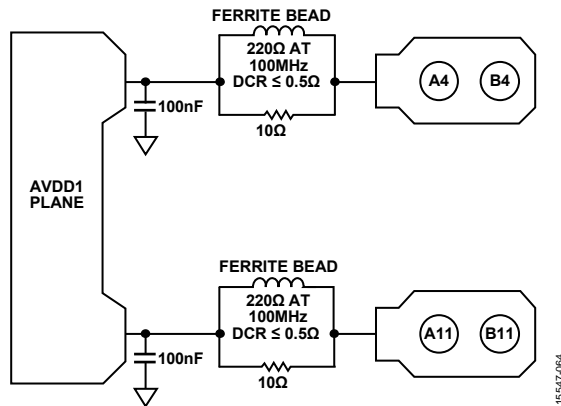 FERRITE BEAD
220Ω AT
100MHz
DCR ≤ 0.5Ω
10Ω
100nF
A4
B4
AVDD1
PLANE
FERRITE BEAD
220Ω AT
100MHz
DCR ≤ 0.5Ω
10Ω
100nF
A11
B11
15547-064